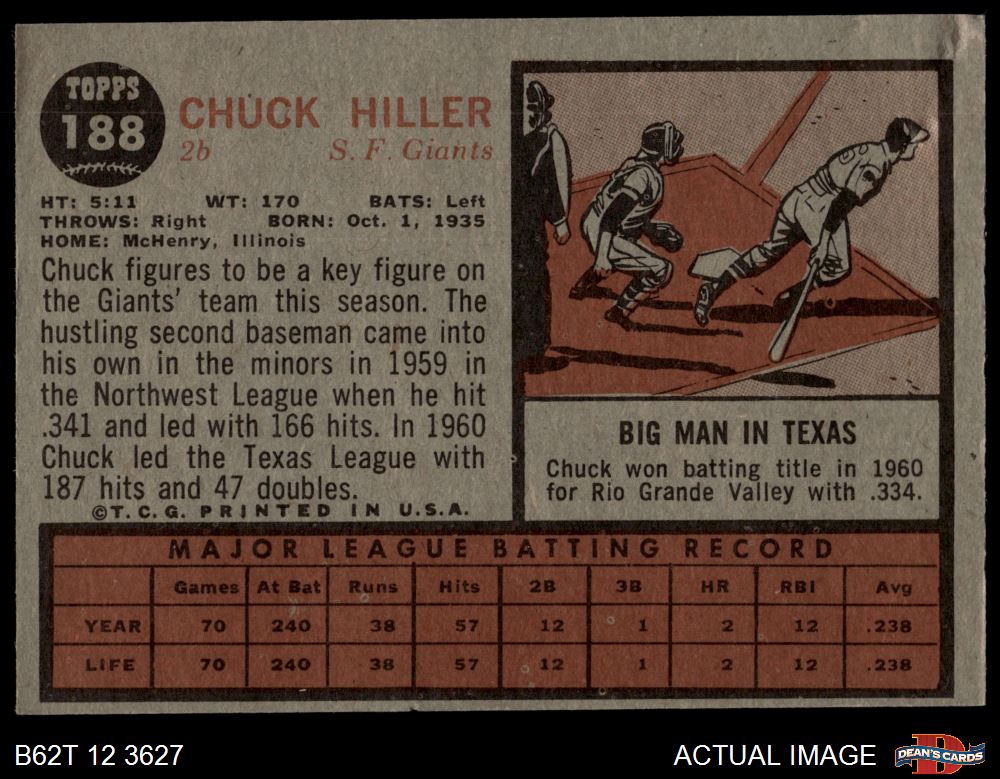 TOPPS
188
CHUCK HILLER
2b S. F. Giants
HT: 5:11 WT: 170 BATS: Left
THROWS: Right BORN: Oct. 1, 1935
HOME: McHenry, Illinois
Chuck figures to be a key figure on
the Giants' team this season. The
hustling second baseman came into
his own in the minors in 1959 in
the Northwest League when he hit
.341 and led with 166 hits. In 1960
Chuck led the Texas League with
187 hits and 47 doubles.
©T. C. G. PRINTED IN U.S.A.
BIG MAN IN TEXAS
Chuck won batting title in 1960
for Rio Grande Valley with .334.
MAJOR LEAGUE BATTING RECORD
Games At Bat Runs Hits 2B 3B HR RBI Avg
YEAR 70 240 38 57 12 1 2 12 .238
LIFE 70 240 38 57 12 1 2 12 .238
B62T 12 3627 ACTUAL IMAGE
D
DEAN'S CARDS